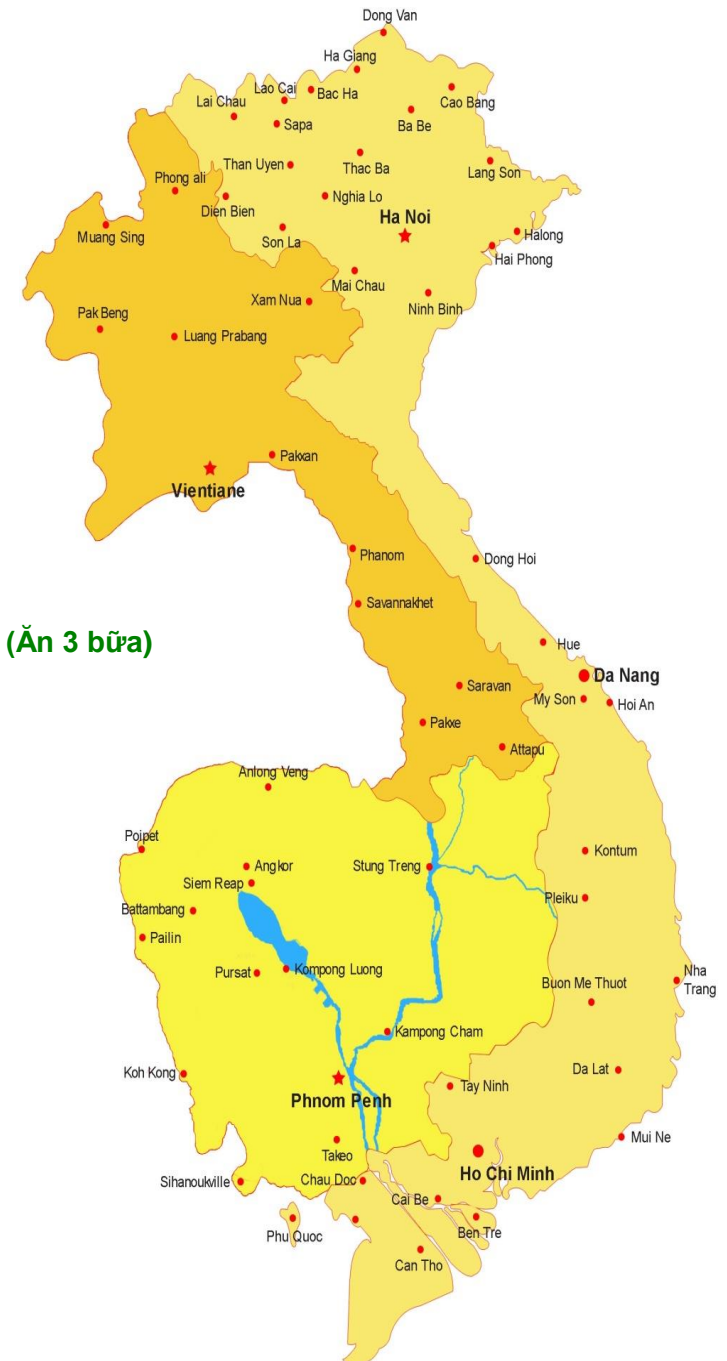 Dong Van
Ha Giang
Lao Cai
Bac Ha
Cao Bang
Lai Chau
Sapa
Ba Be
Than Uyen
Thac Ba
Lang Son
Phong ali
Dien Bien
Nghia Lo
Ha Noi
Muang Sing
Son La
Halong
Hai Phong
Mai Chau
Xam Nua
Ninh Binh
Pak Beng
Luang Prabang
Pakxan
Vientiane
Phanom
Dong Hoi
Savannakhet
(Ăn 3 bữa)
Hue
Da Nang
Saravan
My Son
Hoi An
Pakxe
Attapu
Anlong Veng
Poipet
Angkor
Stung Treng
Kontum
Siem Reap
Battambang
Pleiku
Pailin
Pursat
Kompong Luong
Nha
Trang
Buon Me Thuot
Kampong Cham
Koh Kong
Da Lat
Phnom Penh
Tay Ninh
Mui Ne
Takeo
Ho Chi Minh
Sihanoukville
Chau Doc
Cai Be
Phu Quoc
Ben Tre
Can Tho